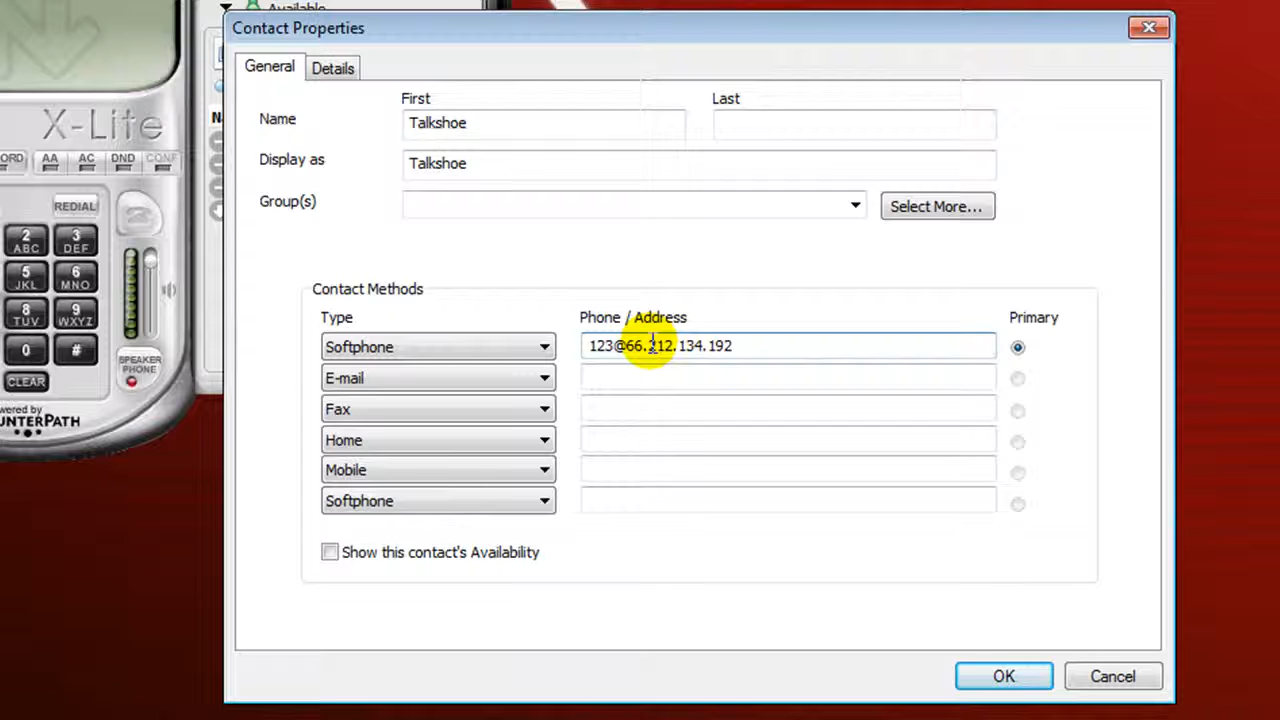 Available
Contact Properties
General
Details
First
Last
Name
Talkshoe
Display as
Talkshoe
Group(s)
Select More...
Contact Methods
Type
Phone / Address
Primary
Softphone
123@66.212.134.192
E-mail
Fax
Home
Mobile
Softphone
Show this contact's Availability
OK
Cancel
X-Lite
AA AC DND CONF
REDIAL
2 ABC
3 DEF
5 JKL
6 MNO
8 TUV
9 WXYZ
0
#
SPEAKER PHONE
CLEAR